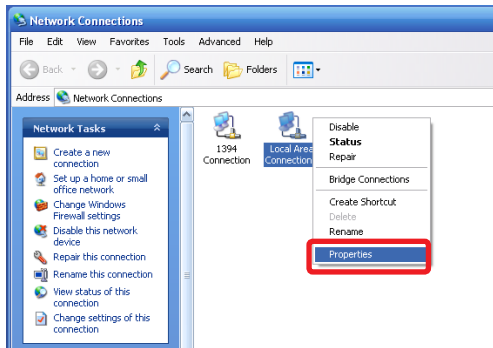 Network Connections
File Edit View Favorites Tools Advanced Help
Back Search Folders
Address Network Connections
Network Tasks
Create a new
connection
Set up a home or small
office network
Change Windows
Firewall settings
Disable this network
device
Repair this connection
Rename this connection
View status of this
connection
Change settings of this
connection
1394
Connection
Local Area
Connection
Disable
Status
Repair
Bridge Connections
Create Shortcut
Delete
Rename
Properties